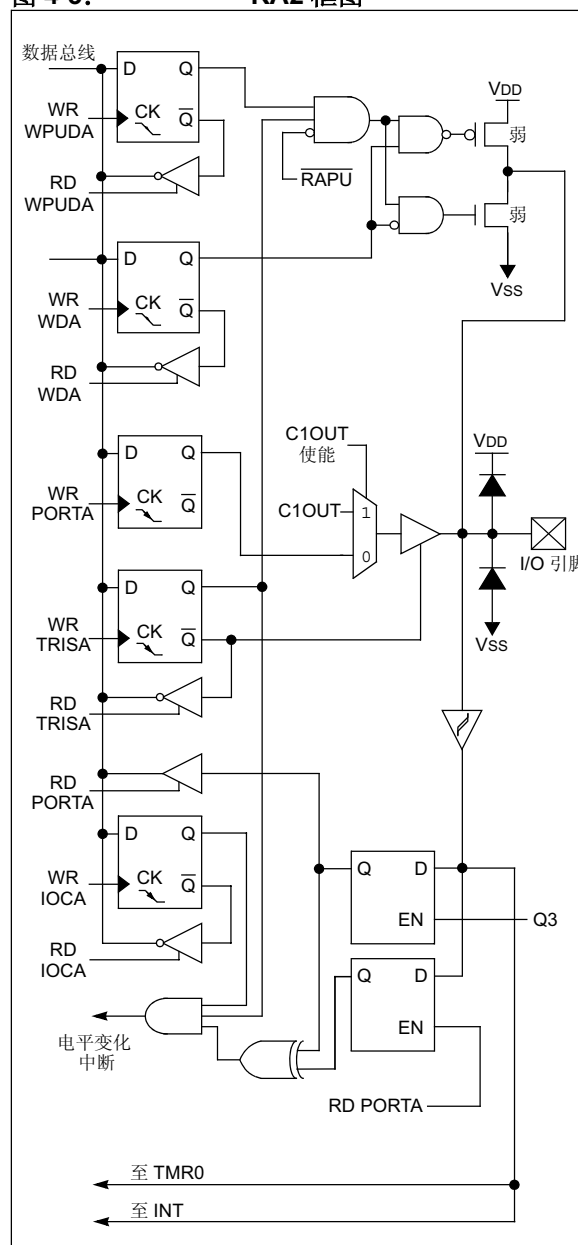 图 4-3: RA2 框图
数据总线
D Q
WR WPUDA
CK Q
RD WPUDA
RAPU
VDD
弱
弱
VSS
D Q
WR WDA
CK Q
RD WDA
D Q
WR PORTA
CK Q
C1OUT 使能
C1OUT
1
0
VDD
I/O 引脚
VSS
D Q
WR TRISA
CK Q
RD TRISA
RD PORTA
D Q
WR IOCA
CK Q
RD IOCA
Q D
EN
Q3
Q D
EN
RD PORTA
电平变化
中断
至 TMR0
至 INT